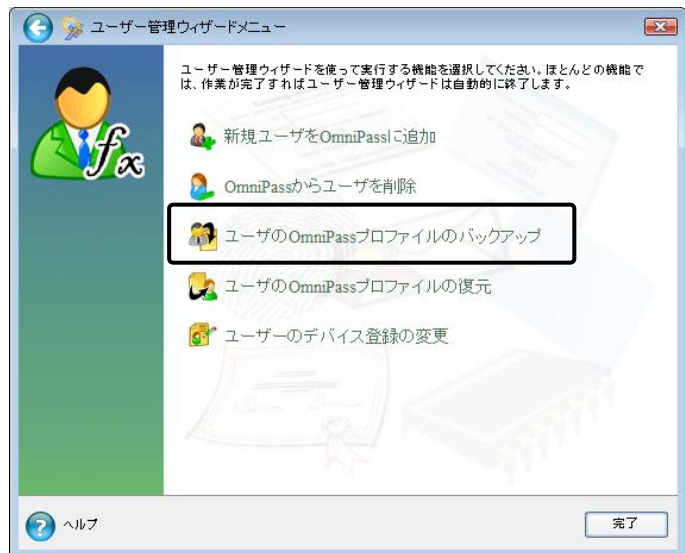 ユーザー管理ウィザードメニュー
ユーザー管理ウィザードを使って実行する機能を選択してください。ほとんどの機能で
は、作業が完了すればユーザー管理ウィザードは自動的に終了します。
fx
新規ユーザをOmniPassに追加
OmniPassからユーザを削除
ユーザのOmniPassプロファイルのバックアップ
ユーザのOmniPassプロファイルの復元
ユーザーのデバイス登録の変更
ヘルプ
完了